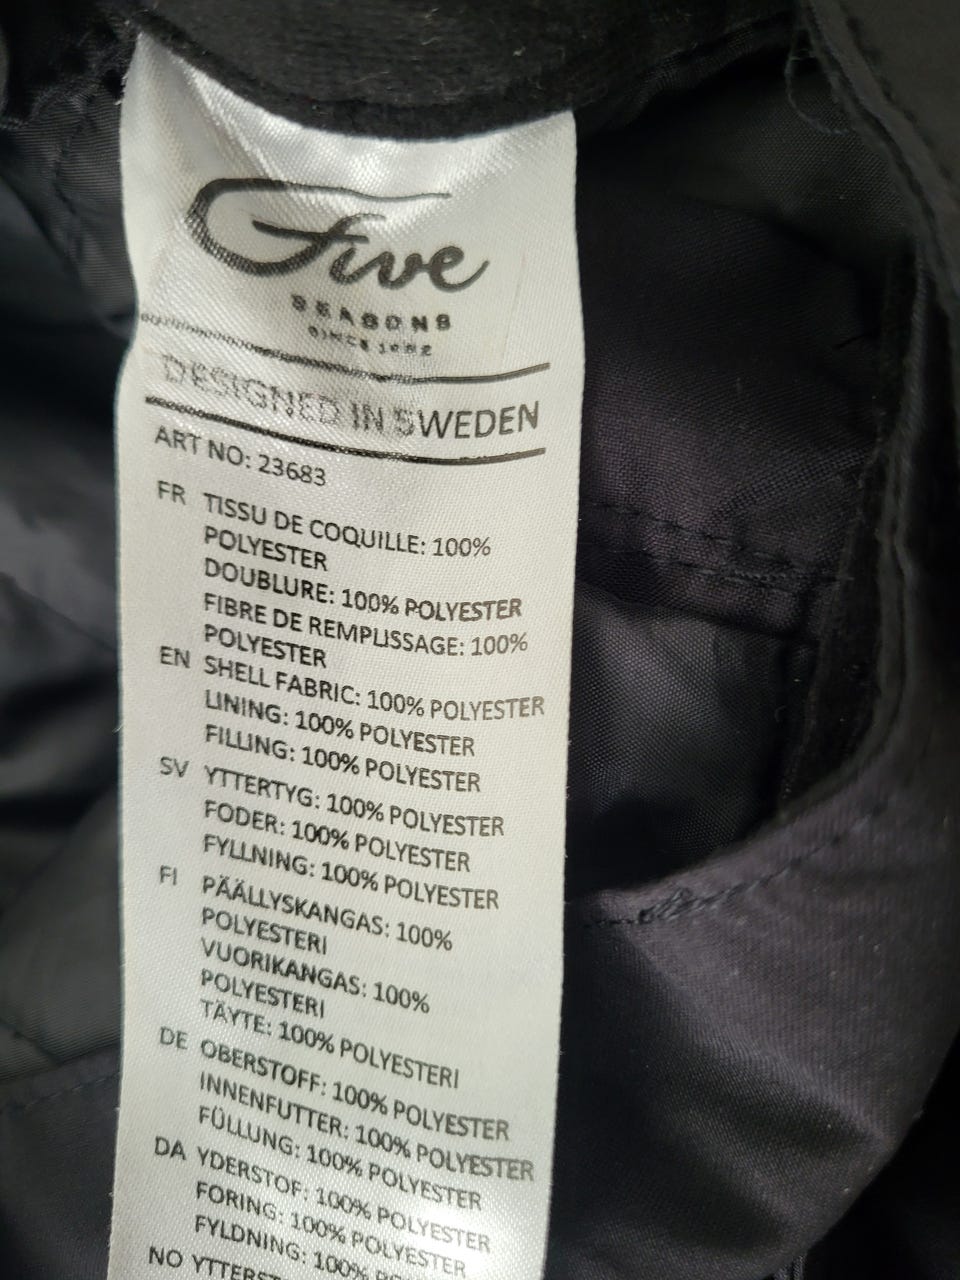 Five
SEASONS
SINCE
DESIGNED IN SWEDEN
ART NO: 23683
FR TISSU DE COQUILLE: 100%
POLYESTER
DOUBLURE: 100% POLYESTER
FIBRE DE REMPLISSAGE: 100%
POLYESTER
EN SHELL FABRIC: 100% POLYESTER
LINING: 100% POLYESTER
FILLING: 100% POLYESTER
SV YTTERTYG: 100% POLYESTER
FODER: 100% POLYESTER
FYLLNING: 100% POLYESTER
FI PÄÄLLYSKANGAS: 100%
POLYESTERI
VUORIKANGAS: 100%
POLYESTERI
TÄYTE: 100% POLYESTERI
DE OBERSTOFF: 100% POLYESTER
INNENFUTTER: 100% POLYESTER
FÜLLUNG: 100% POLYESTER
DA YDERSTOF: 100% POLYESTER
FORING: 100% POLYESTER
FYLDNING: 100%
NO